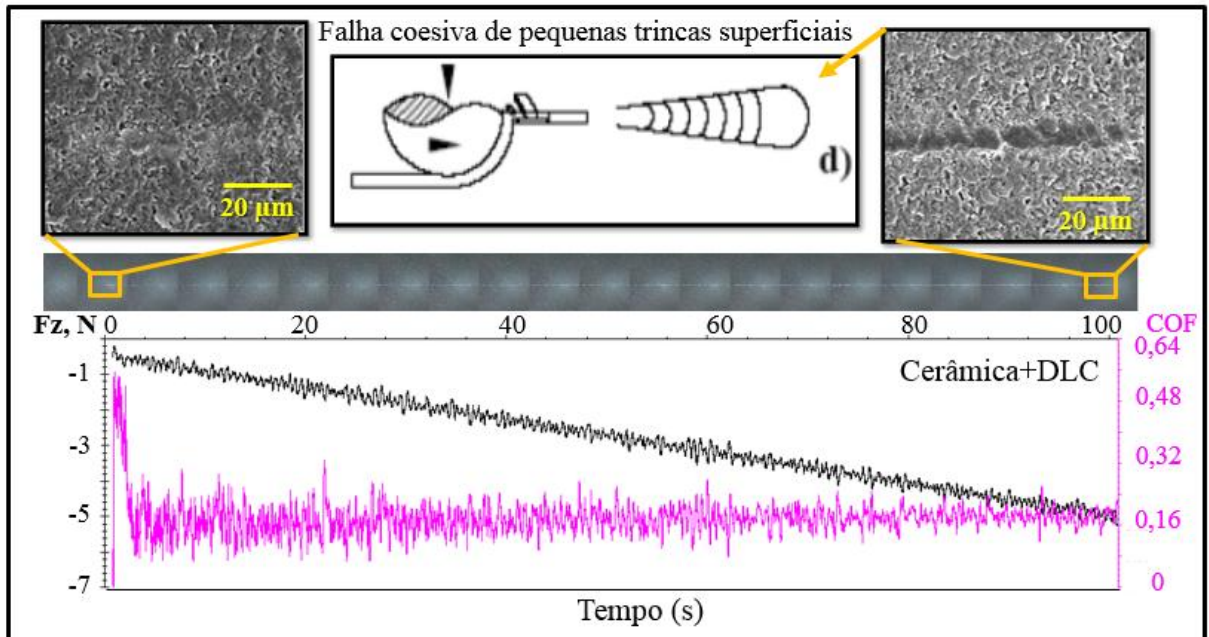 Falha coesiva de pequenas trincas superficiais
20 µm
d)
20 µm
Fz, N 0 20 40 60 80 100 COF
0,64
Cerâmica+DLC
-1
0,48
-3
0,32
-5
0,16
-7
0
Tempo (s)